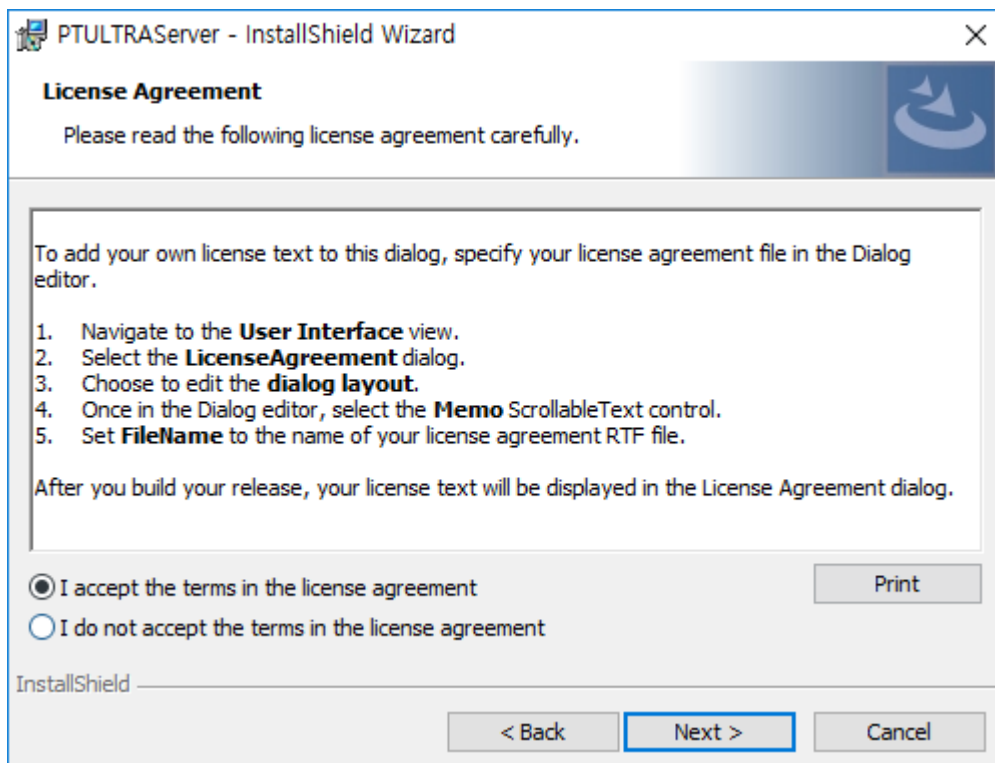 PTULTRAServer - InstallShield Wizard
License Agreement
Please read the following license agreement carefully.
To add your own license text to this dialog, specify your license agreement file in the Dialog
editor.
1. Navigate to the User Interface view.
2. Select the LicenseAgreement dialog.
3. Choose to edit the dialog layout.
4. Once in the Dialog editor, select the Memo ScrollableText control.
5. Set FileName to the name of your license agreement RTF file.
After you build your release, your license text will be displayed in the License Agreement dialog.
I accept the terms in the license agreement
Print
I do not accept the terms in the license agreement
InstallShield
< Back
Next >
Cancel